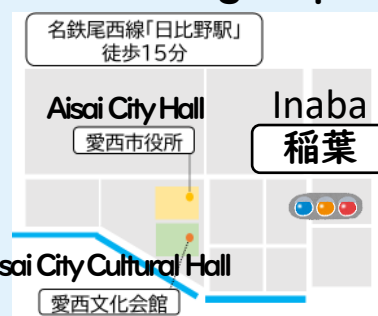 名鉄尾西線「日比野駅」
徒歩15分
Aisai City Hall
愛西市役所
Inaba
稲葉
sai City Cultural Hall
愛西文化会館